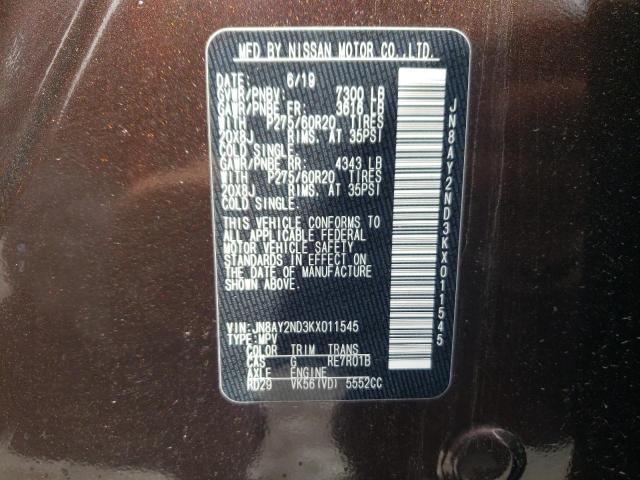 MFD BY NISSAN MOTOR CO.,LTD.
DATE: 6/19
GVWR/PNBV: 7300 LB
GAWR/PNBE FR: 3618 LB
WITH P275/60R20 TIRES
20X8J RIMS. AT 35PSI
COLD SINGLE.
GAWR/PNBE RR: 4343 LB
WITH P275/60R20 TIRES
20X8J RIMS. AT 35PSI
COLD SINGLE.
THIS VEHICLE CONFORMS TO
ALL APPLICABLE FEDERAL
MOTOR VEHICLE SAFETY
STANDARDS IN EFFECT ON
THE DATE OF MANUFACTURE
SHOWN ABOVE.
VIN: JN8AY2ND3KX011545
TYPE: MPV
COLOR TRIM TRANS
CAS G RE7R01B
AXLE ENGINE
RD29 VK56(VD) 5552CC
JN8AY2ND3KX011545